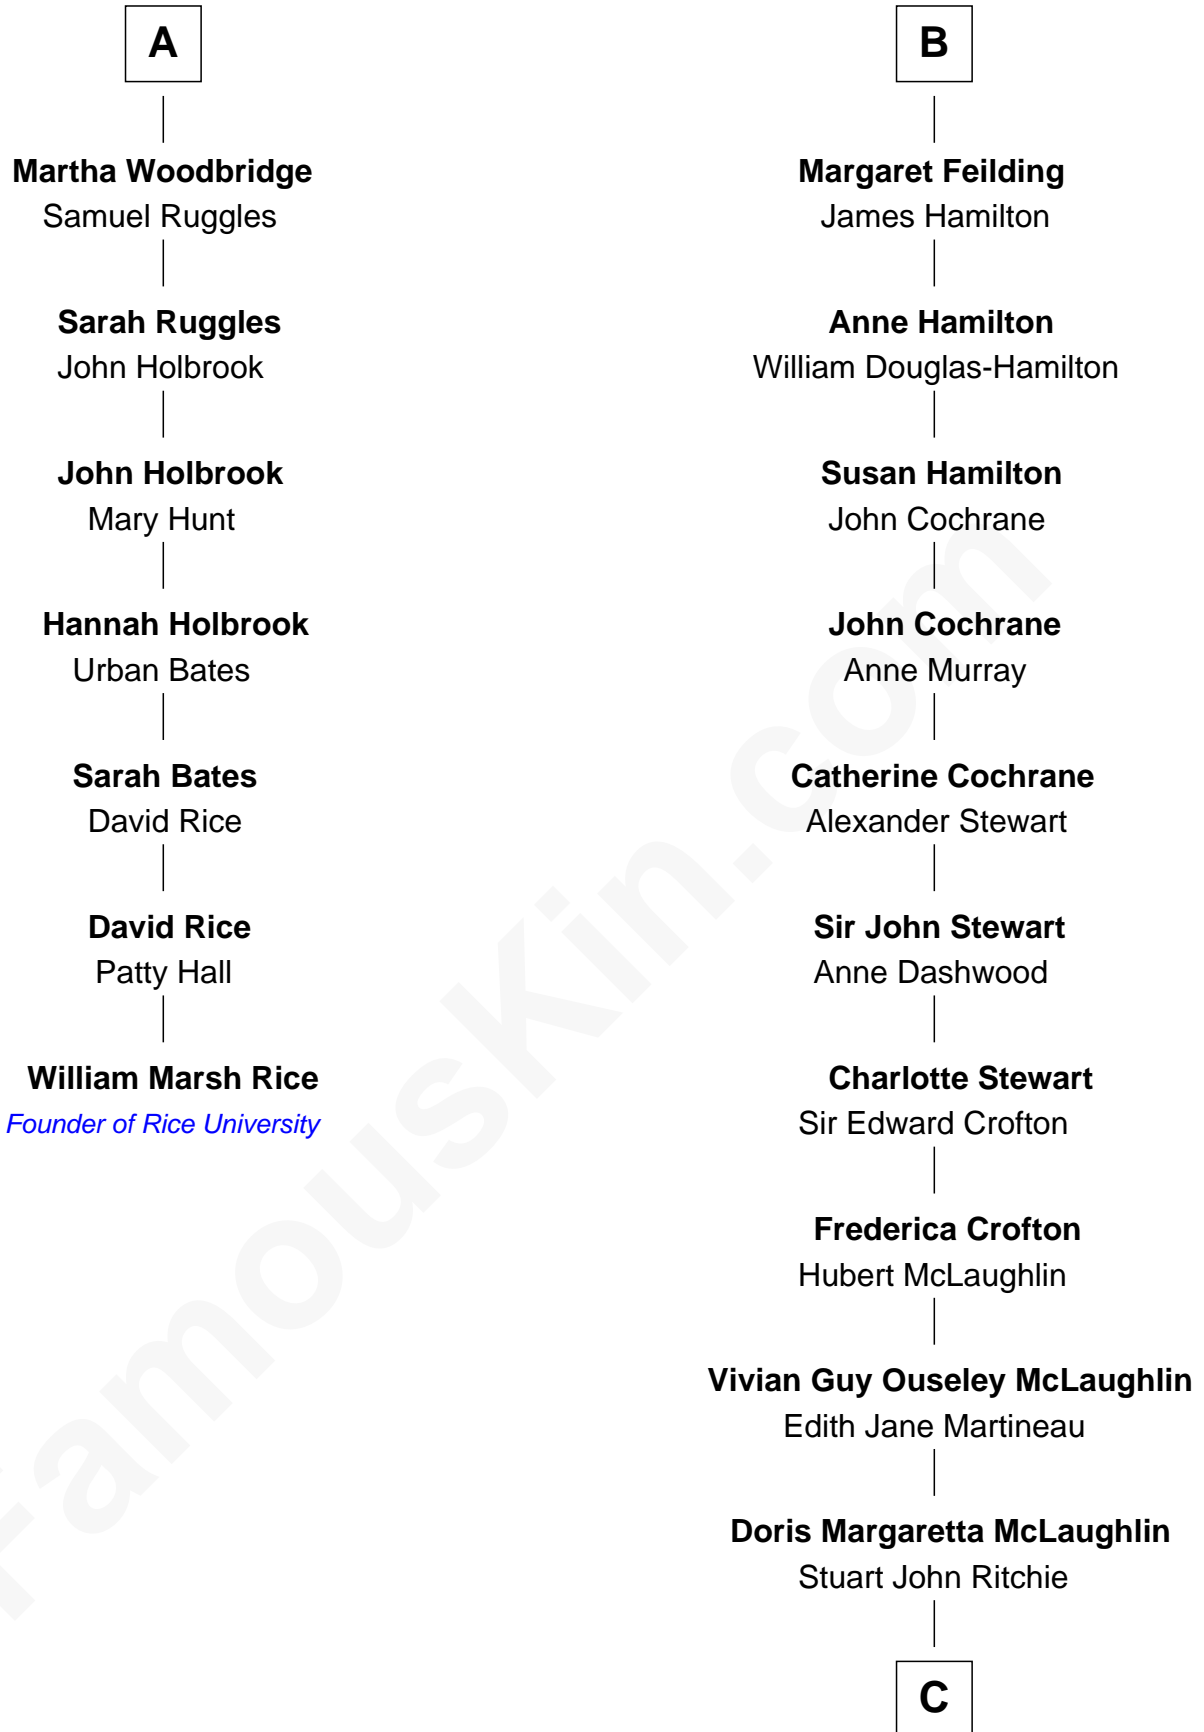 A
Martha Woodbridge
Samuel Ruggles
Sarah Ruggles
John Holbrook
John Holbrook
Mary Hunt
Hannah Holbrook
Urban Bates
Sarah Bates
David Rice
David Rice
Patty Hall
William Marsh Rice
Founder of Rice University
B
Margaret Feilding
James Hamilton
Anne Hamilton
William Douglas-Hamilton
Susan Hamilton
John Cochrane
John Cochrane
Anne Murray
Catherine Cochrane
Alexander Stewart
Sir John Stewart
Anne Dashwood
Charlotte Stewart
Sir Edward Crofton
Frederica Crofton
Hubert McLaughlin
Vivian Guy Ouseley McLaughlin
Edith Jane Martineau
Doris Margaretta McLaughlin
Stuart John Ritchie
C
FamousKin.com